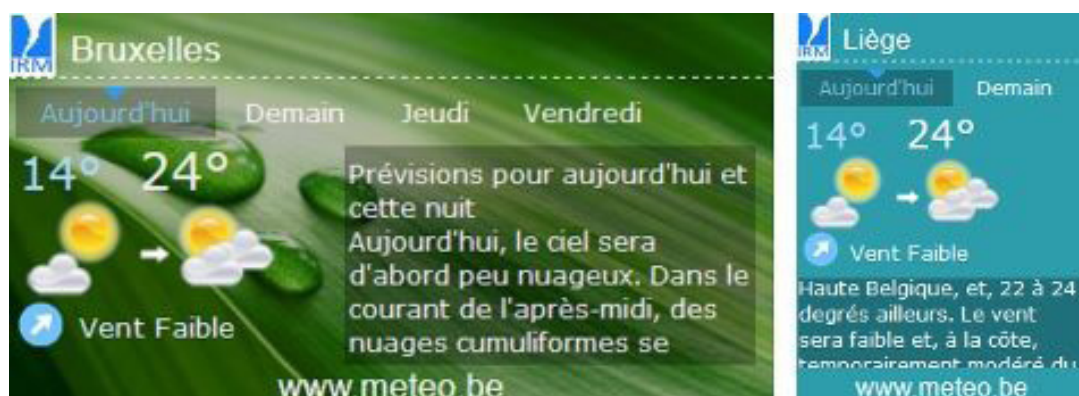 IRM
Bruxelles
Aujourd'hui
Demain
Jeudi
Vendredi
14° 24°
Vent Faible
Prévisions pour aujourd'hui et
cette nuit
Aujourd'hui, le ciel sera
d'abord peu nuageux. Dans le
courant de l'après-midi, des
nuages cumuliformes se
www.meteo.be
IRM
Liège
Aujourd'hui
Demain
14° 24°
Vent Faible
Haute Belgique, et, 22 à 24
degrés ailleurs. Le vent
sera faible et, à la côte,
temporairement modéré du
www.meteo.be